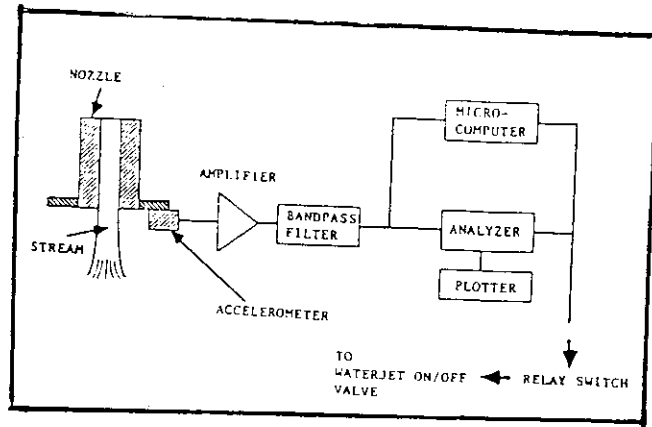 NOZZLE
MICRO-
COMPUTER
AMPLIFIER
BANDPASS
FILTER
ANALYZER
STREAM
PLOTTER
ACCELEROMETER
TO
WATERJET ON/OFF
VALVE
RELAY SWITCH